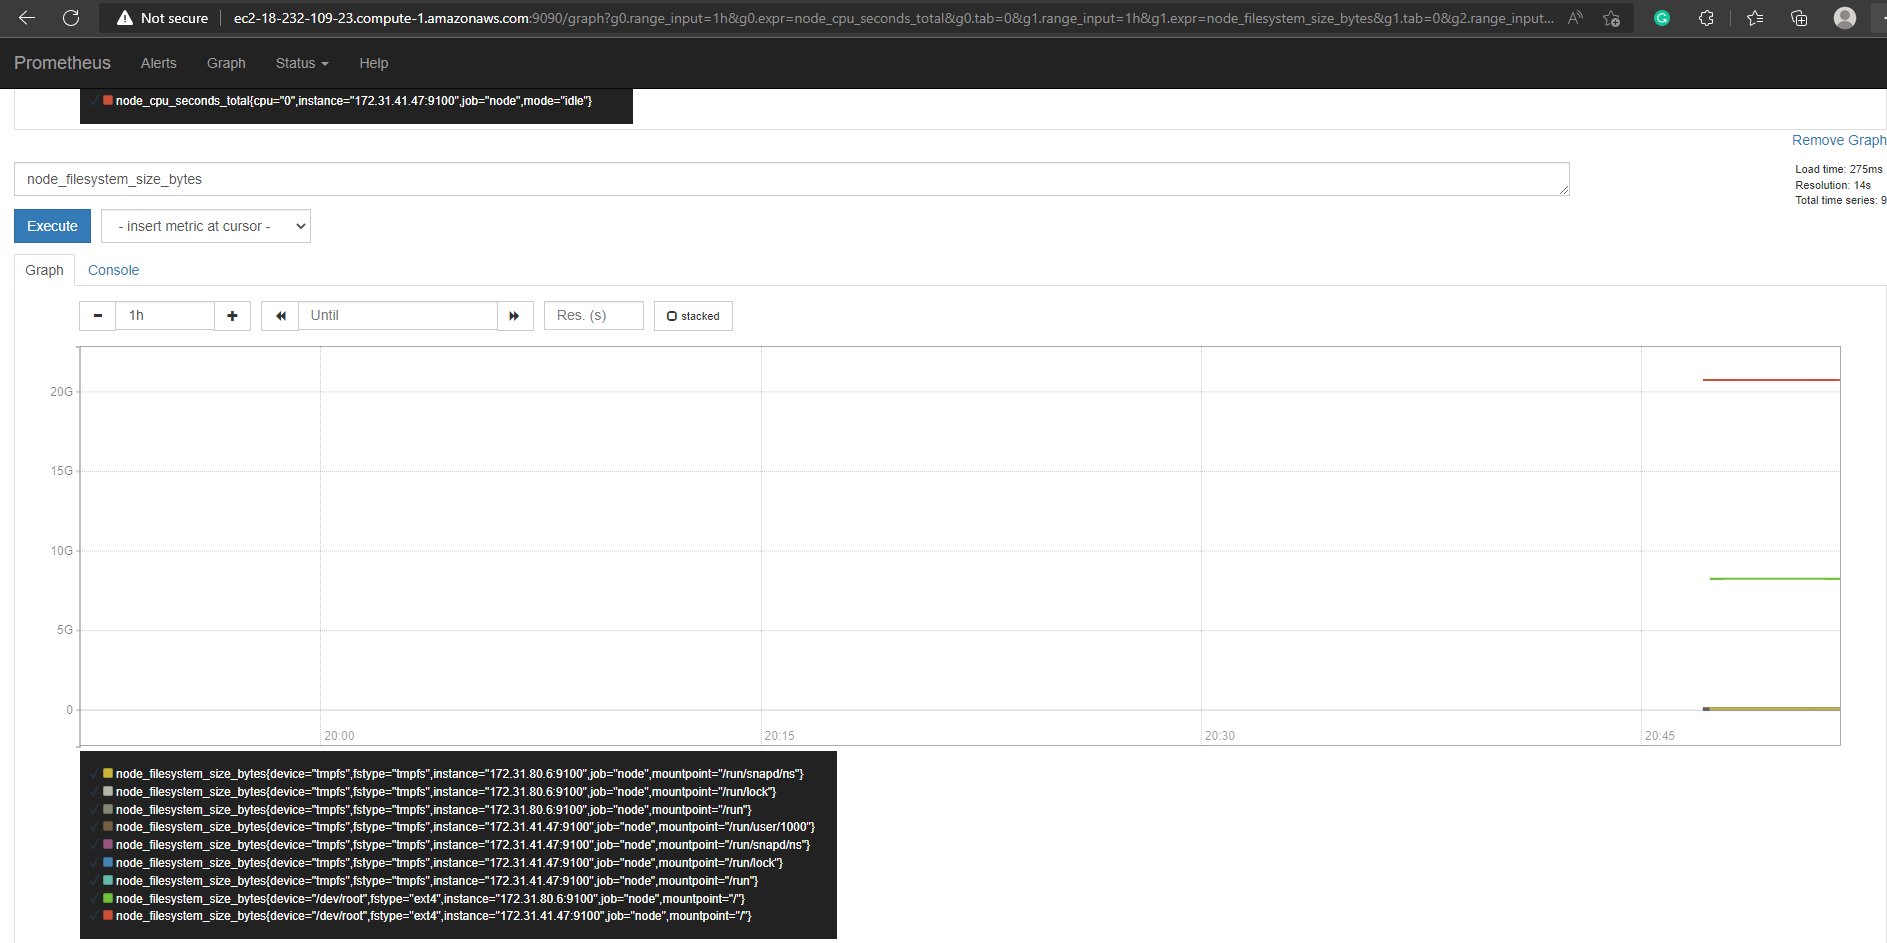 Not secure ec2-18-232-109-23.compute-1.amazonaws.com:9090/graph?g0.range_input=1h&g0.expr=node_cpu_seconds_total&g0.tab=0&g1.range_input=1h&g1.expr=node_filesystem_size_bytes&g1.tab=0&g2.range_input...
Prometheus Alerts Graph Status Help
node_cpu_seconds_total{cpu="0",instance="172.31.41.47:9100",job="node",mode="idle"}
Remove Graph
node_filesystem_size_bytes
Load time: 275ms
Resolution: 14s
Total time series: 9
Execute - insert metric at cursor -
Graph Console
1h Until Res. (s) stacked
20G
15G
10G
5G
0
20:00 20:15 20:30 20:45
node_filesystem_size_bytes{device="tmpfs",fstype="tmpfs",instance="172.31.80.6:9100",job="node",mountpoint="/run/snapd/ns"}
node_filesystem_size_bytes{device="tmpfs",fstype="tmpfs",instance="172.31.80.6:9100",job="node",mountpoint="/run/lock"}
node_filesystem_size_bytes{device="tmpfs",fstype="tmpfs",instance="172.31.80.6:9100",job="node",mountpoint="/run"}
node_filesystem_size_bytes{device="tmpfs",fstype="tmpfs",instance="172.31.41.47:9100",job="node",mountpoint="/run/user/1000"}
node_filesystem_size_bytes{device="tmpfs",fstype="tmpfs",instance="172.31.41.47:9100",job="node",mountpoint="/run/snapd/ns"}
node_filesystem_size_bytes{device="tmpfs",fstype="tmpfs",instance="172.31.41.47:9100",job="node",mountpoint="/run/lock"}
node_filesystem_size_bytes{device="tmpfs",fstype="tmpfs",instance="172.31.41.47:9100",job="node",mountpoint="/run"}
node_filesystem_size_bytes{device="/dev/root",fstype="ext4",instance="172.31.80.6:9100",job="node",mountpoint="/"}
node_filesystem_size_bytes{device="/dev/root",fstype="ext4",instance="172.31.41.47:9100",job="node",mountpoint="/"}